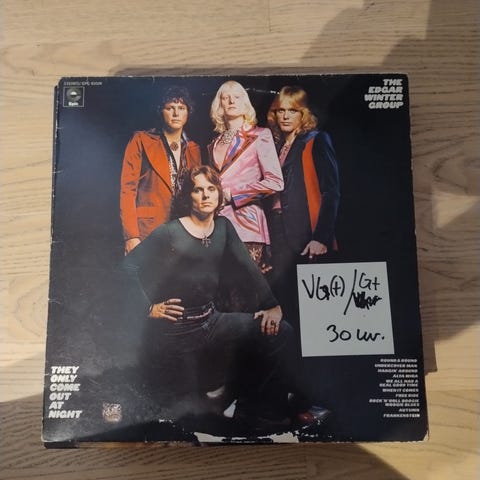 Epic
THE
EDGAR
WINTER
GROUP
VG(+)/G+
30 kr.
THEY
ONLY
COME
OUT
AT
NIGHT
ROUND & ROUND
UNDERCOVER MAN
HANGIN' AROUND
ALTA MIRA
WE ALL HAD A
REAL GOOD TIME
WHEN IT COMES
FREE RIDE
ROCK 'N' ROLL BOOGIE
WOOGIE BLUES
AUTUMN
FRANKENSTEIN